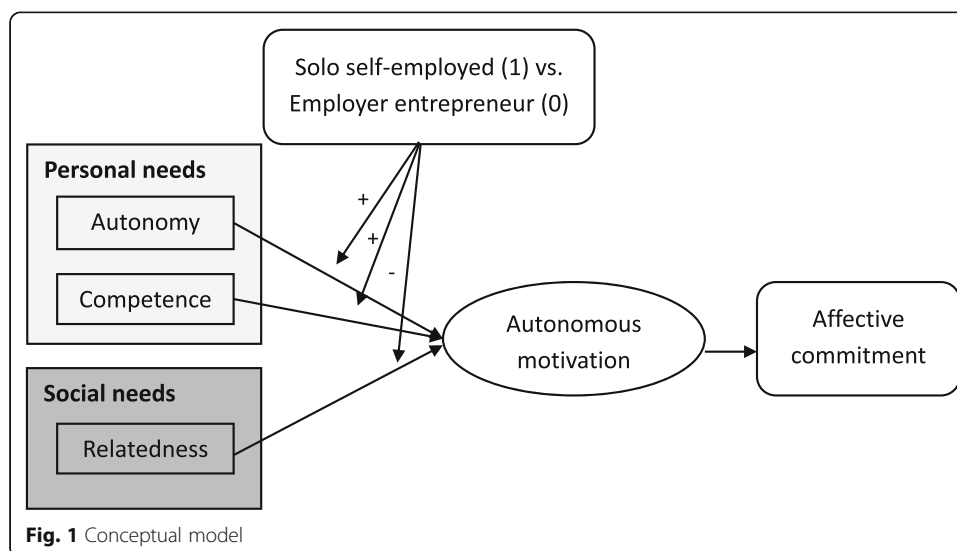 Solo self-employed (1) vs.
Employer entrepreneur (0)
Personal needs
Autonomy
Competence
+
+
-
Autonomous
motivation
Affective
commitment
Social needs
Relatedness
Fig. 1 Conceptual model